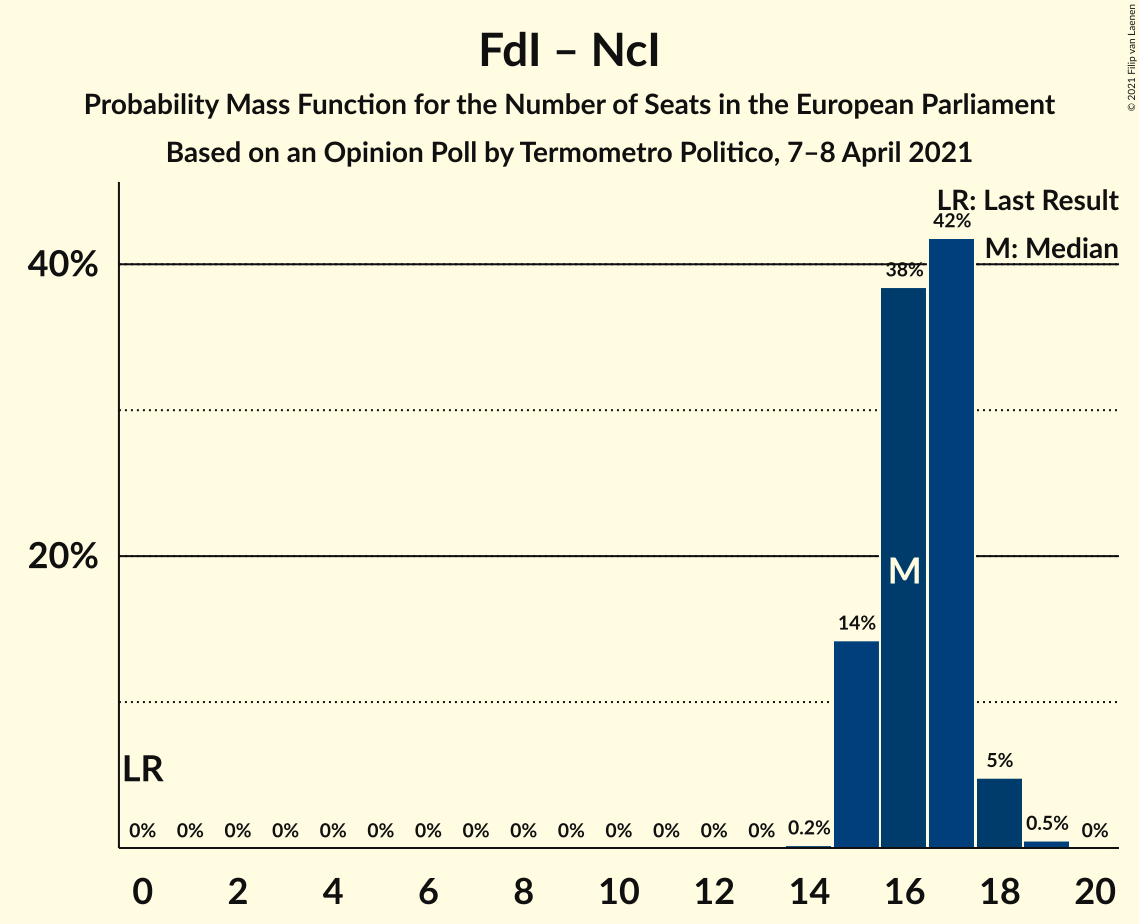 FdI – NcI
Probability Mass Function for the Number of Seats in the European Parliament
Based on an Opinion Poll by Termometro Politico, 7–8 April 2021
© 2021 Filip van Laenen
LR: Last Result
M: Median
40%
20%
42%
38%
M
14%
LR
5%
0% 0% 0% 0% 0% 0% 0% 0% 0% 0% 0% 0% 0% 0% 0.2% 0.5% 0%
0 2 4 6 8 10 12 14 16 18 20